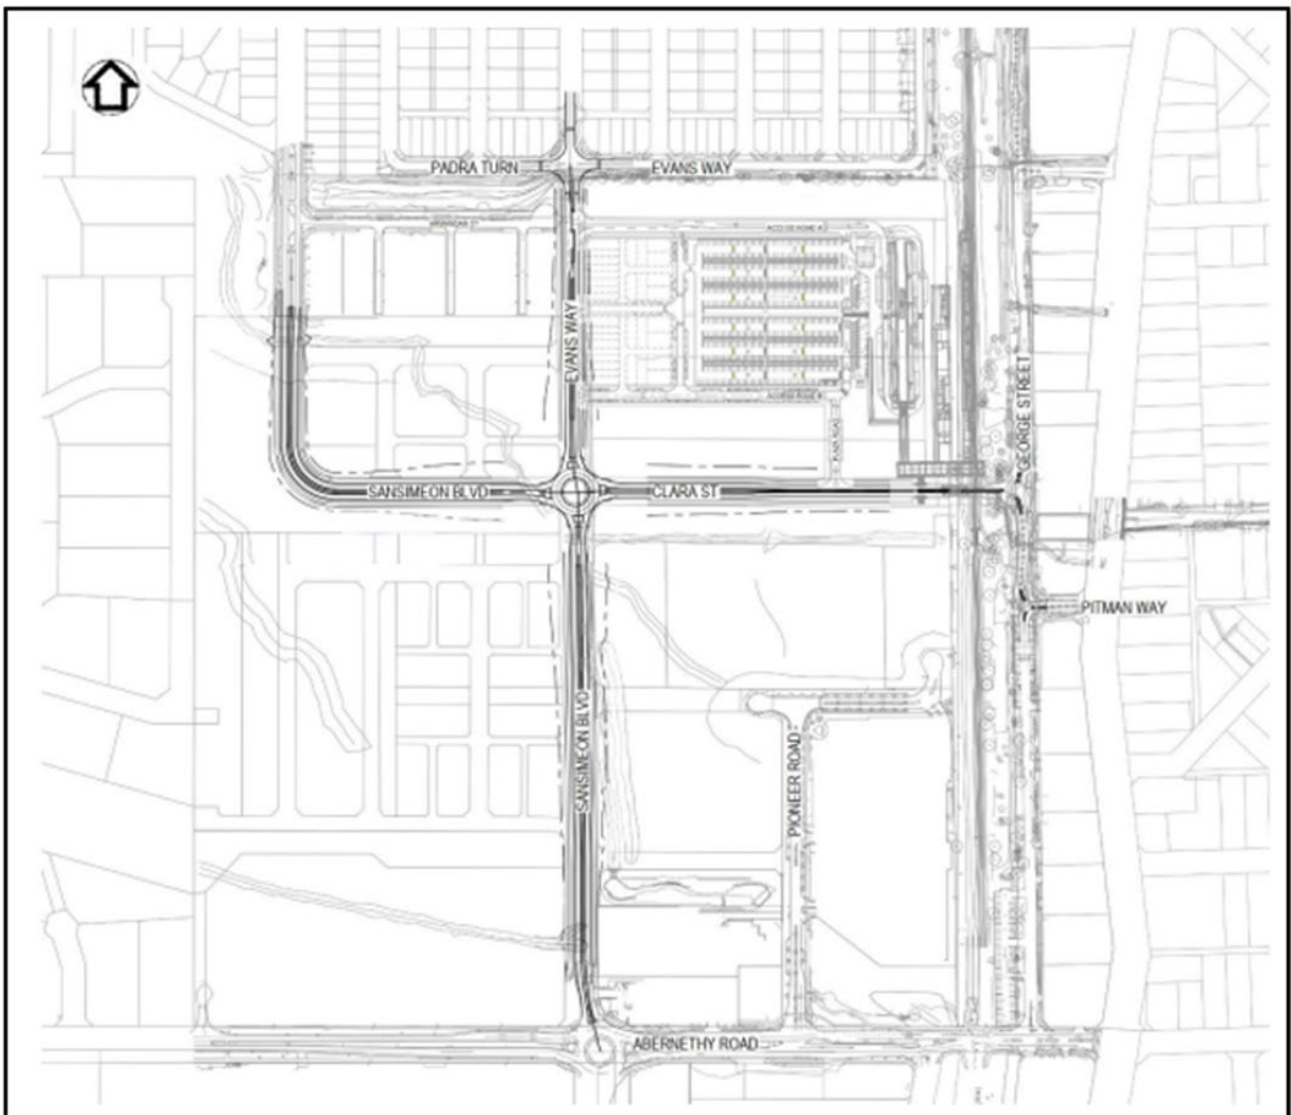 PADRA TURN
EVANS WAY
EVANS WAY
GEORGE STREET
SANSIMEON BLVD
CLARA ST
PITMAN WAY
SANSIMEON BLVD
PIONEER ROAD
ABERNETHY ROAD